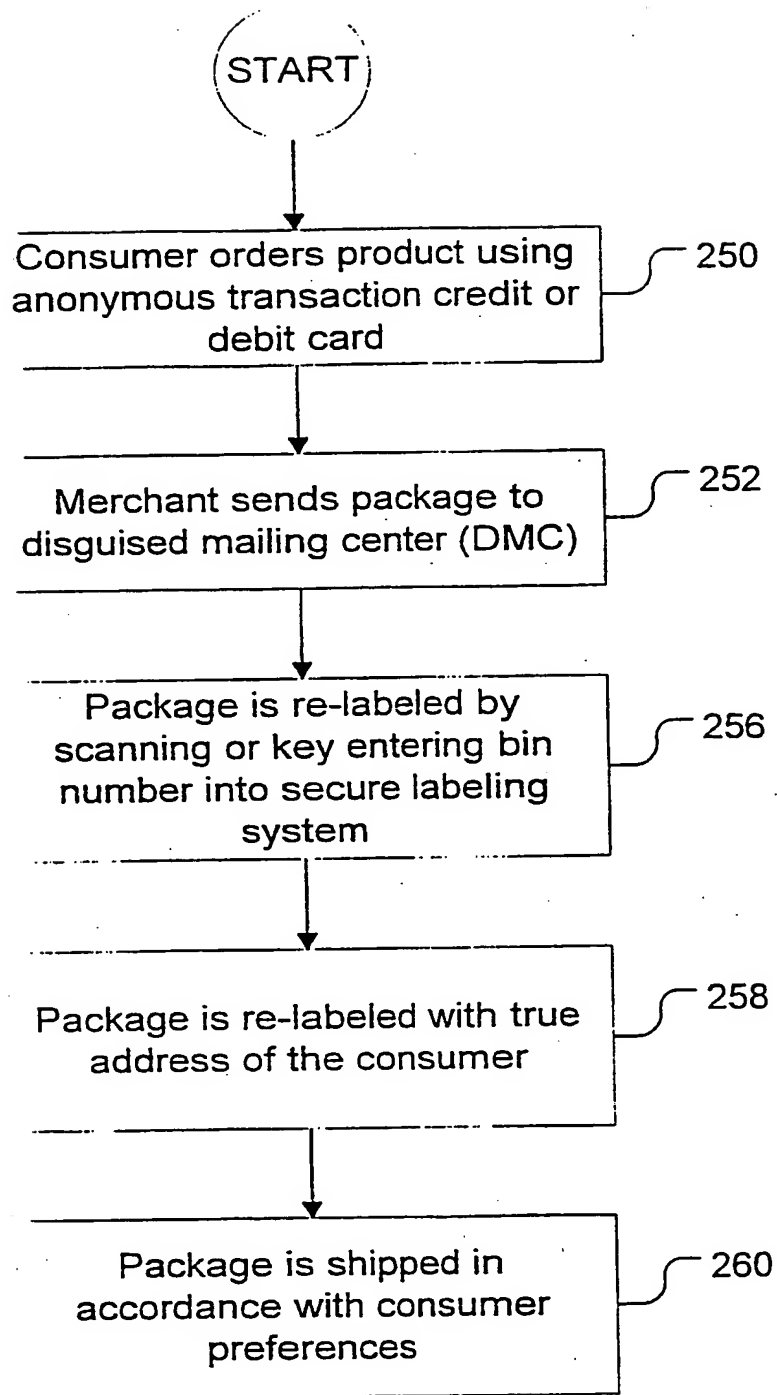 START
Consumer orders product using
anonymous transaction credit or
debit card
250
Merchant sends package to
disguised mailing center (DMC)
252
Package is re-labeled by
scanning or key entering bin
number into secure labeling
system
256
Package is re-labeled with true
address of the consumer
258
Package is shipped in
accordance with consumer
preferences
260